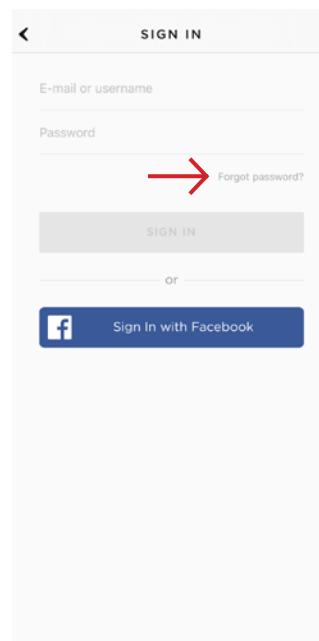 SIGN IN
E-mail or username
Password
Forgot password?
SIGN IN
or
Sign In with Facebook